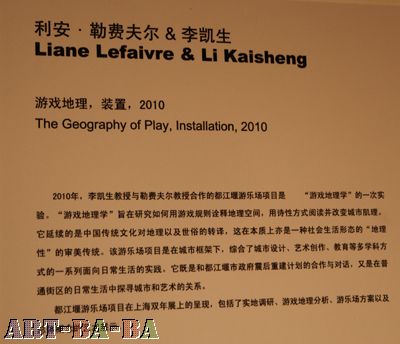 利安·勒费夫尔 & 李凯生
Liane Lefaivre & Li Kaisheng
游戏地理，装置，2010
The Geography of Play, Installation, 2010
2010年，李凯生教授与勒费夫尔教授合作的都江堰游乐场项目是 “游戏地理学”的一次实
验。“游戏地理学”旨在研究如何用游戏规则诠释地理空间，用诗性方式阅读并改变城市肌理。
它延续的是中国传统文化对地理以及世俗的转译，这在本质上亦是一种社会生活形态的“地理
性”的审美传统。该游乐场项目是在城市框架下，综合了城市设计、艺术创作、教育等多学科方
式的一系列面向日常生活的实践。它既是和都江堰市政府震后重建计划的合作与对话，又是在普
通街区的日常生活中探寻城市和艺术的关系。
都江堰游乐场项目在上海双年展上的呈现，包括了实地调研、游戏地理分析、游乐场方案以及
ART-BA-BA